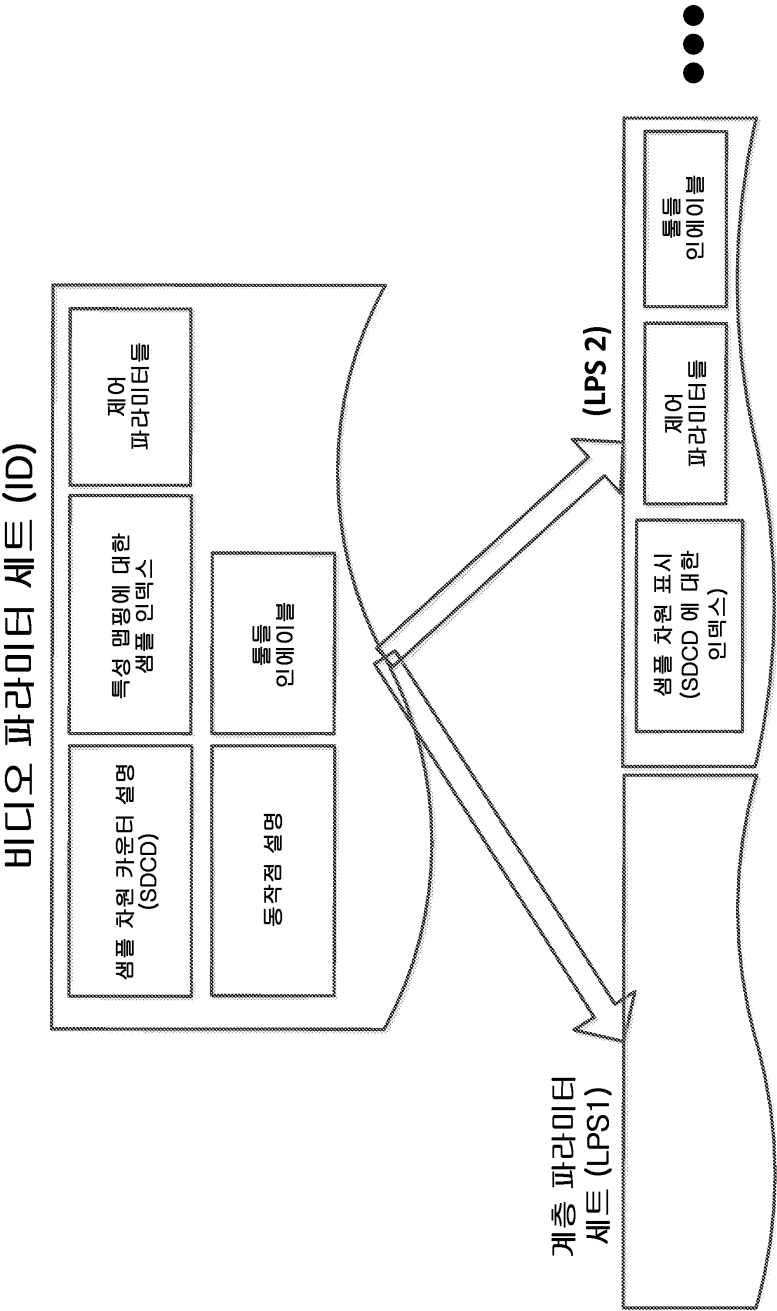 비디오 파라미터 세트 (ID)
샘플 차원 카운터 설명
(SDCD)
특성 맵핑에 대한
샘플 인덱스
제어
파라미터들
동작점 설명
툴들
인에이블
계층 파라미터
세트 (LPS1)
(LPS 2)
샘플 차원 표시
(SDCD 에 대한
인덱스)
제어
파라미터들
툴들
인에이블